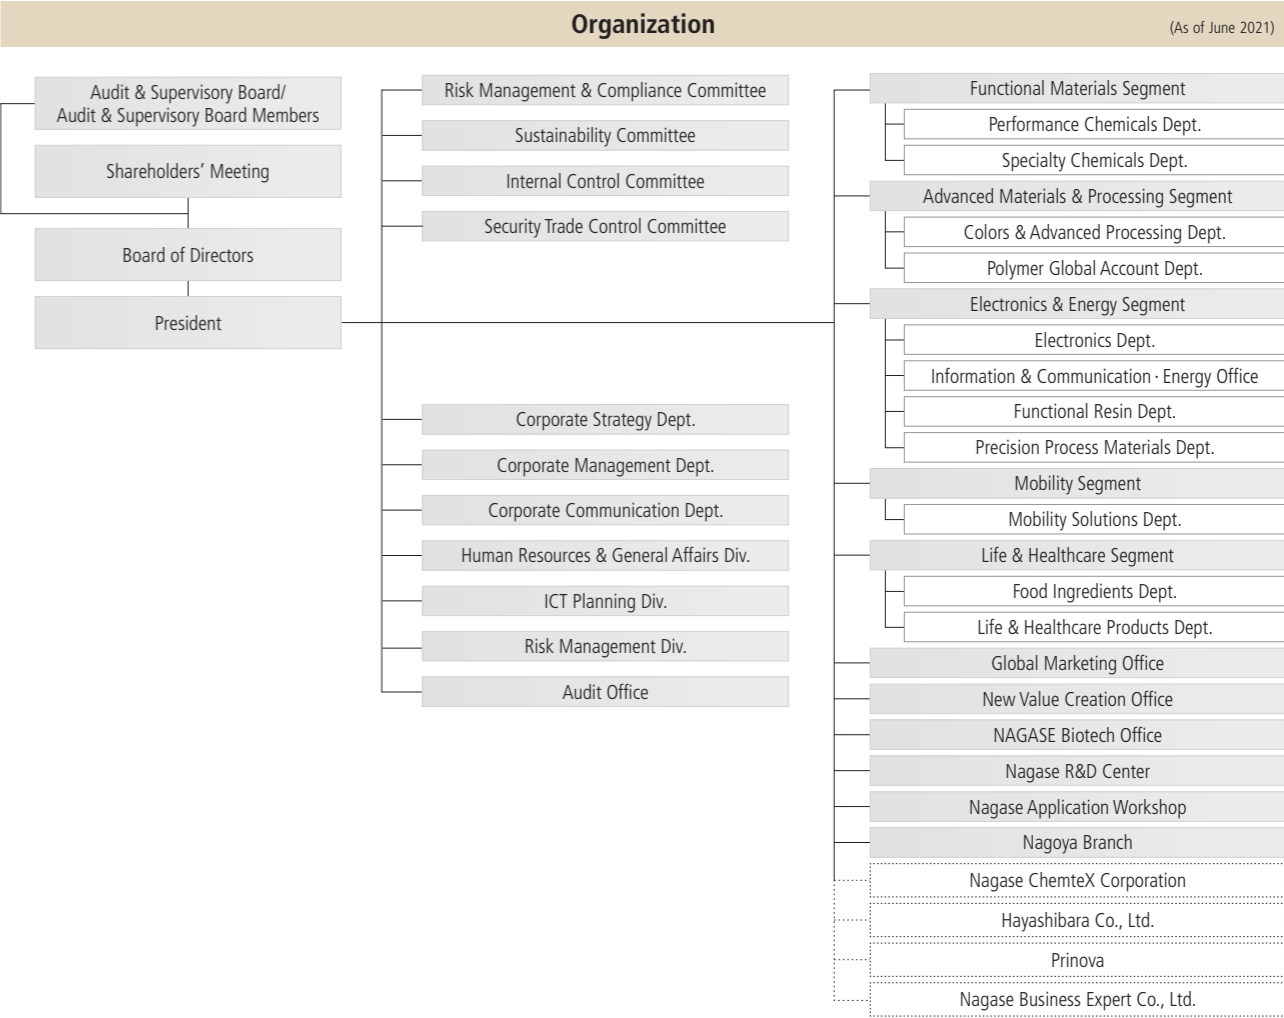 Organization
(As of June 2021)
Audit & Supervisory Board/
Audit & Supervisory Board Members
Shareholders’ Meeting
Board of Directors
President
Risk Management & Compliance Committee
Sustainability Committee
Internal Control Committee
Security Trade Control Committee
Corporate Strategy Dept.
Corporate Management Dept.
Corporate Communication Dept.
Human Resources & General Affairs Div.
ICT Planning Div.
Risk Management Div.
Audit Office
Functional Materials Segment
Performance Chemicals Dept.
Specialty Chemicals Dept.
Advanced Materials & Processing Segment
Colors & Advanced Processing Dept.
Polymer Global Account Dept.
Electronics & Energy Segment
Electronics Dept.
Information & Communication · Energy Office
Functional Resin Dept.
Precision Process Materials Dept.
Mobility Segment
Mobility Solutions Dept.
Life & Healthcare Segment
Food Ingredients Dept.
Life & Healthcare Products Dept.
Global Marketing Office
New Value Creation Office
NAGASE Biotech Office
Nagase R&D Center
Nagase Application Workshop
Nagoya Branch
Nagase ChemteX Corporation
Hayashibara Co., Ltd.
Prinova
Nagase Business Expert Co., Ltd.